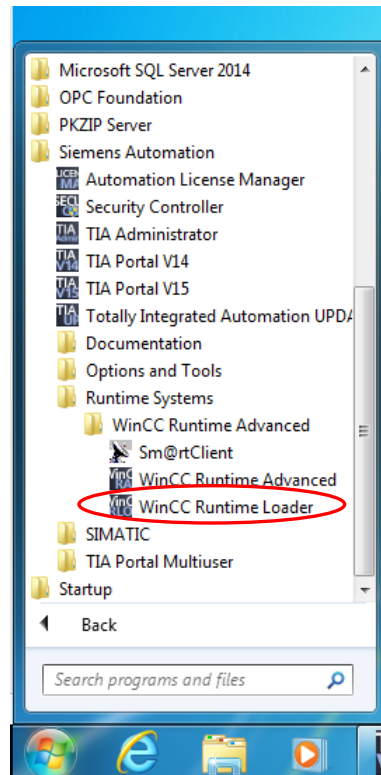 Microsoft SQL Server 2014
OPC Foundation
PKZIP Server
Siemens Automation
Automation License Manager
Security Controller
TIA Administrator
TIA Portal V14
TIA Portal V15
Totally Integrated Automation UPDA
Documentation
Options and Tools
Runtime Systems
WinCC Runtime Advanced
Sm@rtClient
WinCC Runtime Advanced
WinCC Runtime Loader
SIMATIC
TIA Portal Multiuser
Startup
Back
Search programs and files